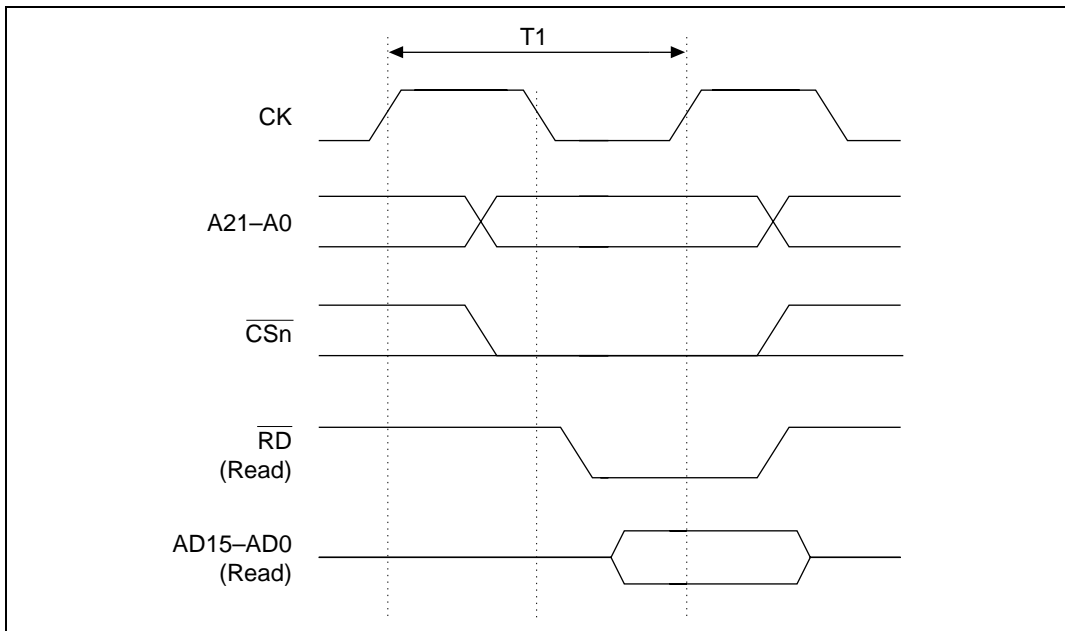 T1
CK
A21–A0
CSn
RD
(Read)
AD15–AD0
(Read)